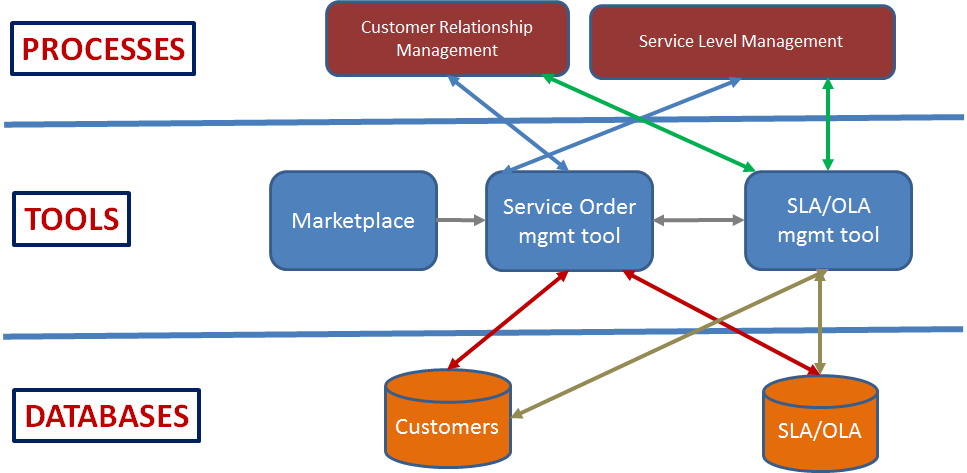 PROCESSES
Customer Relationship
Management
Service Level Management
TOOLS
Marketplace
Service Order
mgmt tool
SLA/OLA
mgmt tool
DATABASES
Customers
SLA/OLA